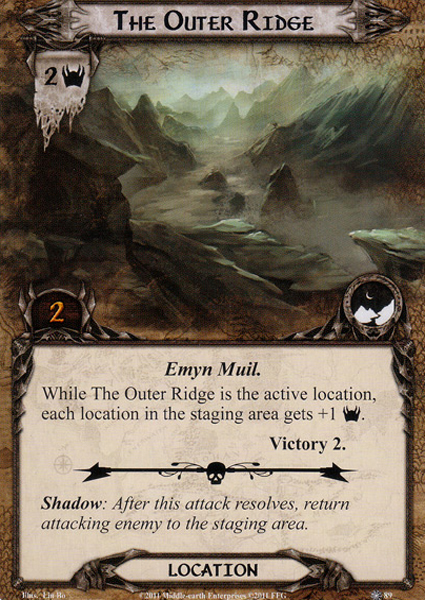 The Outer Ridge
2
2
Emyn Muil.
While The Outer Ridge is the active location,
each location in the staging area gets +1 .
Victory 2.
Shadow: After this attack resolves, return
attacking enemy to the staging area.
LOCATION
©2011 Middle-earth Enterprises ©2011 FFG
89